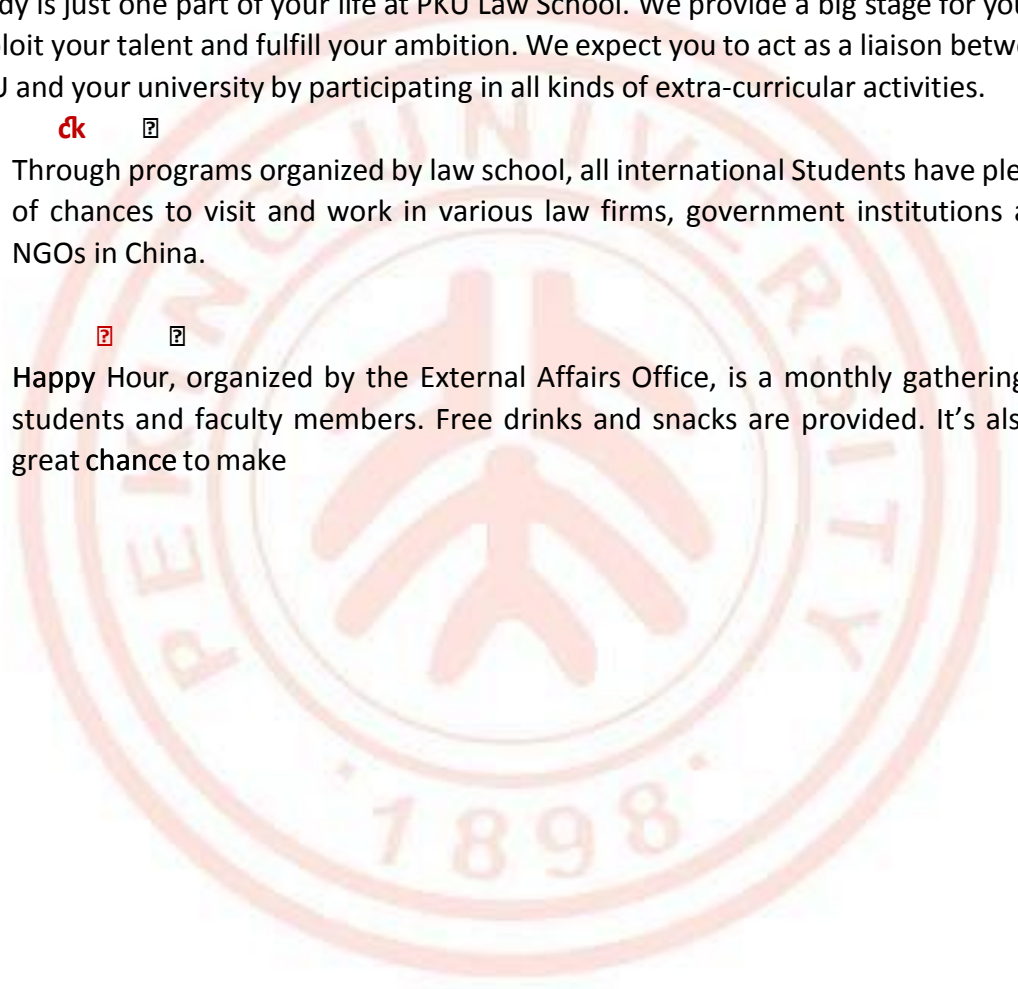 dy is just one part of your life at PKU Law School. We provide a big stage for you
loit your talent and fulfill your ambition. We expect you to act as a liaison betw
U and your university by participating in all kinds of extra-curricular activities.
Through programs organized by law school, all international Students have ple
of chances to visit and work in various law firms, government institutions a
NGOs in China.
Happy Hour, organized by the External Affairs Office, is a monthly gathering
students and faculty members. Free drinks and snacks are provided. It’s als
great chance to make
PEKING UNIVERSITY
1898